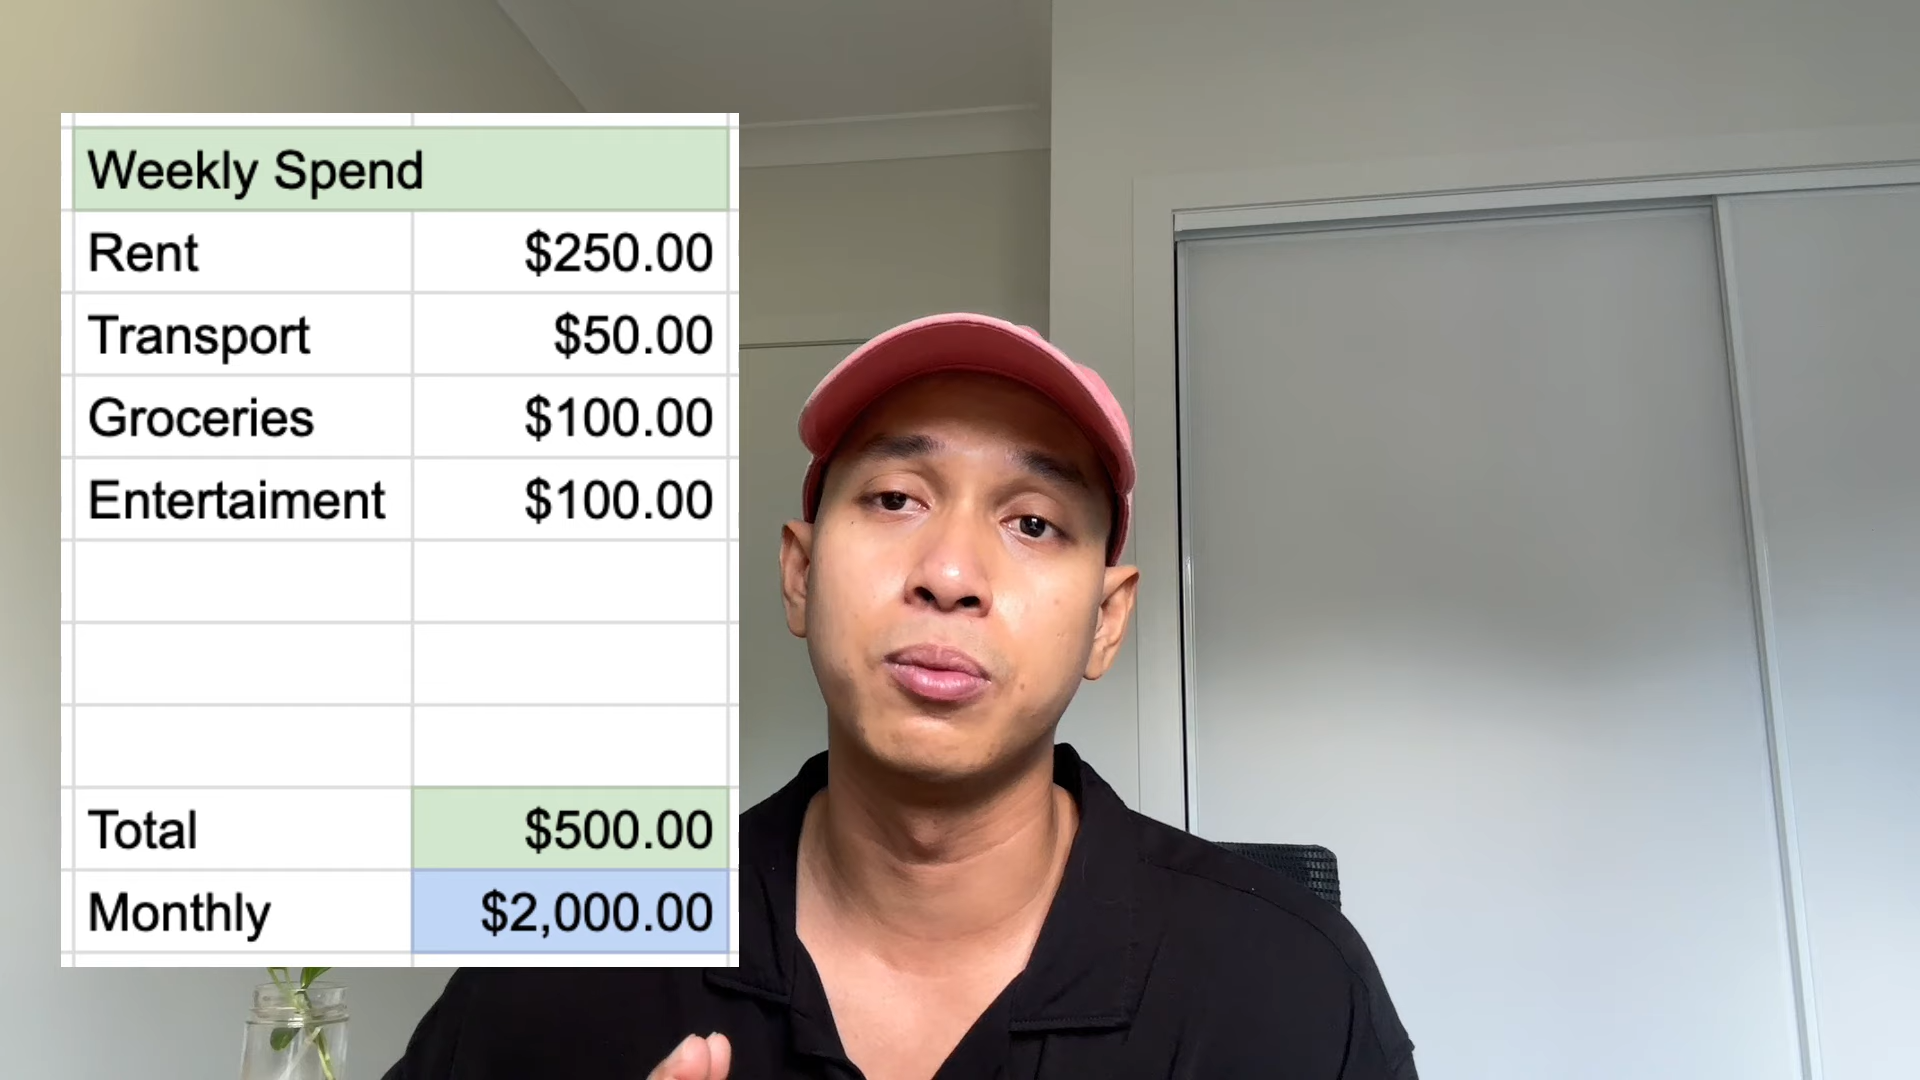 Weekly Spend
Rent $250.00
Transport $50.00
Groceries $100.00
Entertaiment $100.00
Total $500.00
Monthly $2,000.00